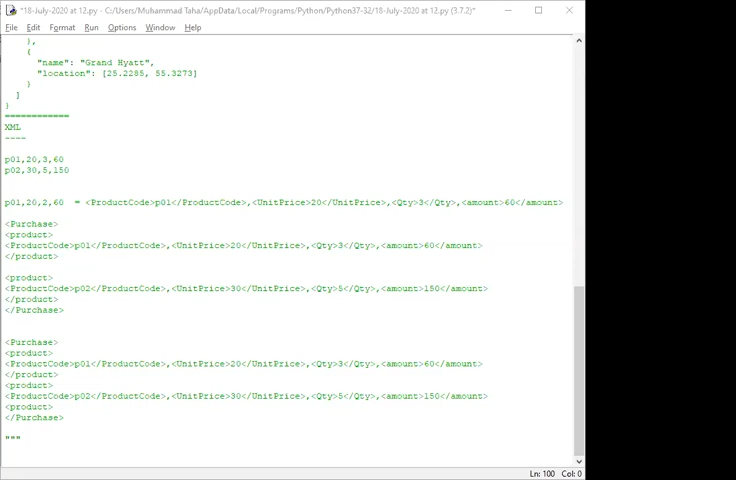 *18-July-2020 at 12.py - C:/Users/Muhammad Taha/AppData/Local/Programs/Python/Python37-32/18-July-2020 at 12.py (3.7.2)*
File Edit Format Run Options Window Help
},
{
"name": "Grand Hyatt",
"location": [25.2285, 55.3273]
}
]
}
============
XML
----
p01,20,3,60
p02,30,5,150
p01,20,2,60 = <ProductCode>p01</ProductCode>,<UnitPrice>20</UnitPrice>,<Qty>3</Qty>,<amount>60</amount>
<Purchase>
<product>
<ProductCode>p01</ProductCode>,<UnitPrice>20</UnitPrice>,<Qty>3</Qty>,<amount>60</amount>
</product>
<product>
<ProductCode>p02</ProductCode>,<UnitPrice>30</UnitPrice>,<Qty>5</Qty>,<amount>150</amount>
</product>
</Purchase>
<Purchase>
<product>
<ProductCode>p01</ProductCode>,<UnitPrice>20</UnitPrice>,<Qty>3</Qty>,<amount>60</amount>
</product>
<product>
<ProductCode>p02</ProductCode>,<UnitPrice>30</UnitPrice>,<Qty>5</Qty>,<amount>150</amount>
<product>
</Purchase>
"""
Ln: 100 Col: 0